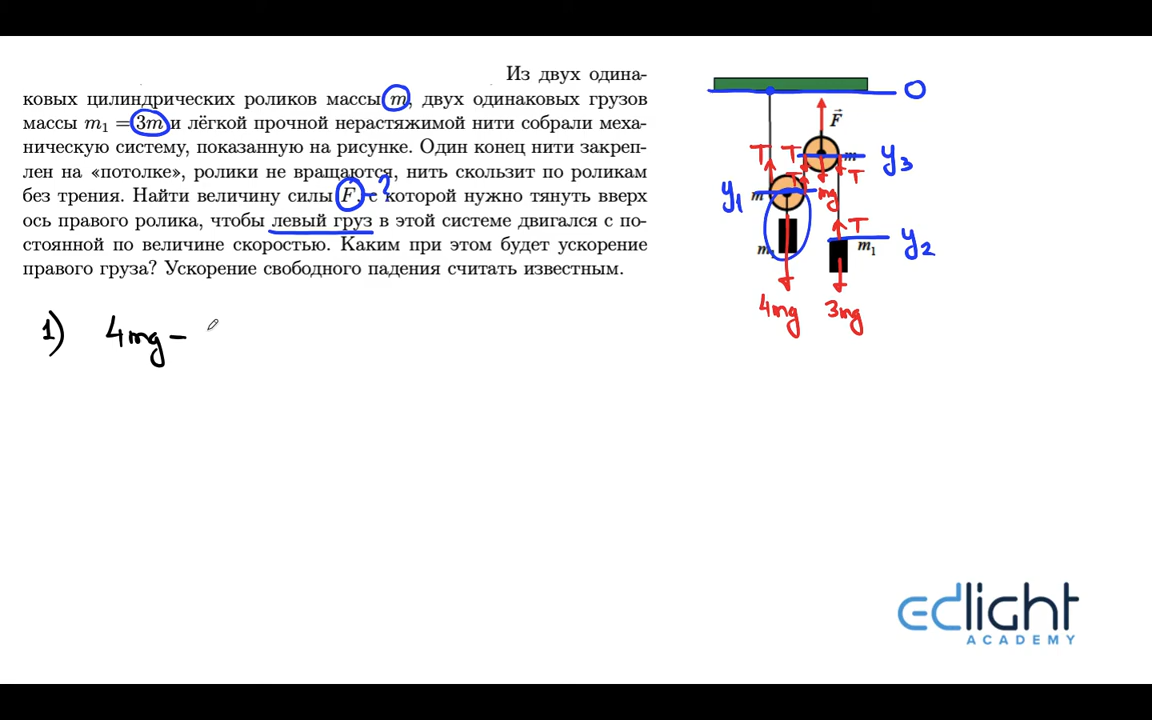 Из двух одина-
ковых цилиндрических роликов массы m, двух одинаковых грузов
массы m₁ = 3m и лёгкой прочной нерастяжимой нити собрали меха-
ническую систему, показанную на рисунке. Один конец нити закреп-
лен на «потолке», ролики не вращаются, нить скользит по роликам
без трения. Найти величину силы F, с которой нужно тянуть вверх
ось правого ролика, чтобы левый груз в этой системе двигался с по-
стоянной по величине скоростью. Каким при этом будет ускорение
правого груза? Ускорение свободного падения считать известным.
-?
0
F
T T m y₃
T T
y₁ m mg
T
m₁ y₂
4mg 3mg
1) 4mg –
edlight
ACADEMY